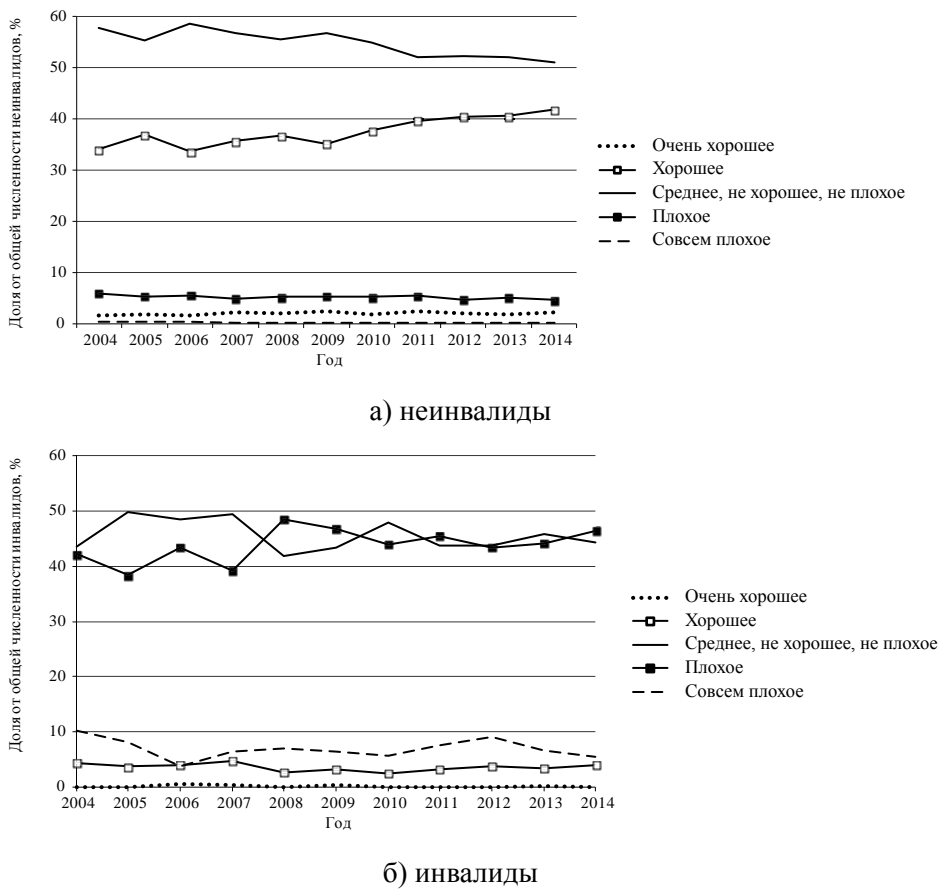 Доля от общей численности неинвалидов, %
60
50
40
30
20
10
0
2004 2005 2006 2007 2008 2009 2010 2011 2012 2013 2014
Год
Очень хорошее
Хорошее
Среднее, не хорошее, не плохое
Плохое
Совсем плохое
а) неинвалиды
Доля от общей численности инвалидов, %
60
50
40
30
20
10
0
2004 2005 2006 2007 2008 2009 2010 2011 2012 2013 2014
Год
Очень хорошее
Хорошее
Среднее, не хорошее, не плохое
Плохое
Совсем плохое
б) инвалиды